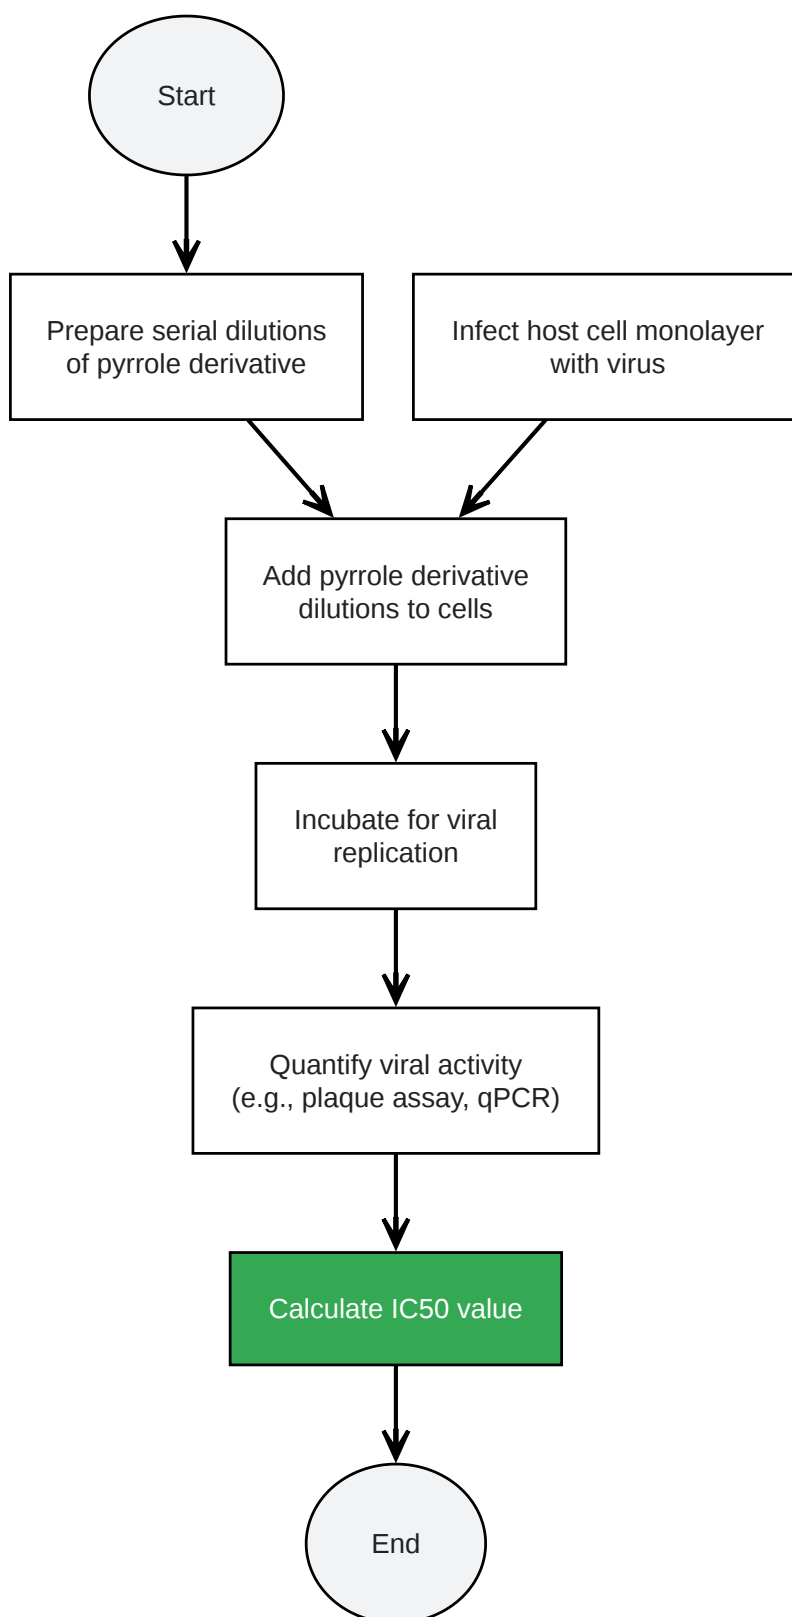 Start
Prepare serial dilutions
of pyrrole derivative
Infect host cell monolayer
with virus
Add pyrrole derivative
dilutions to cells
Incubate for viral
replication
Quantify viral activity
(e.g., plaque assay, qPCR)
Calculate IC50 value
End